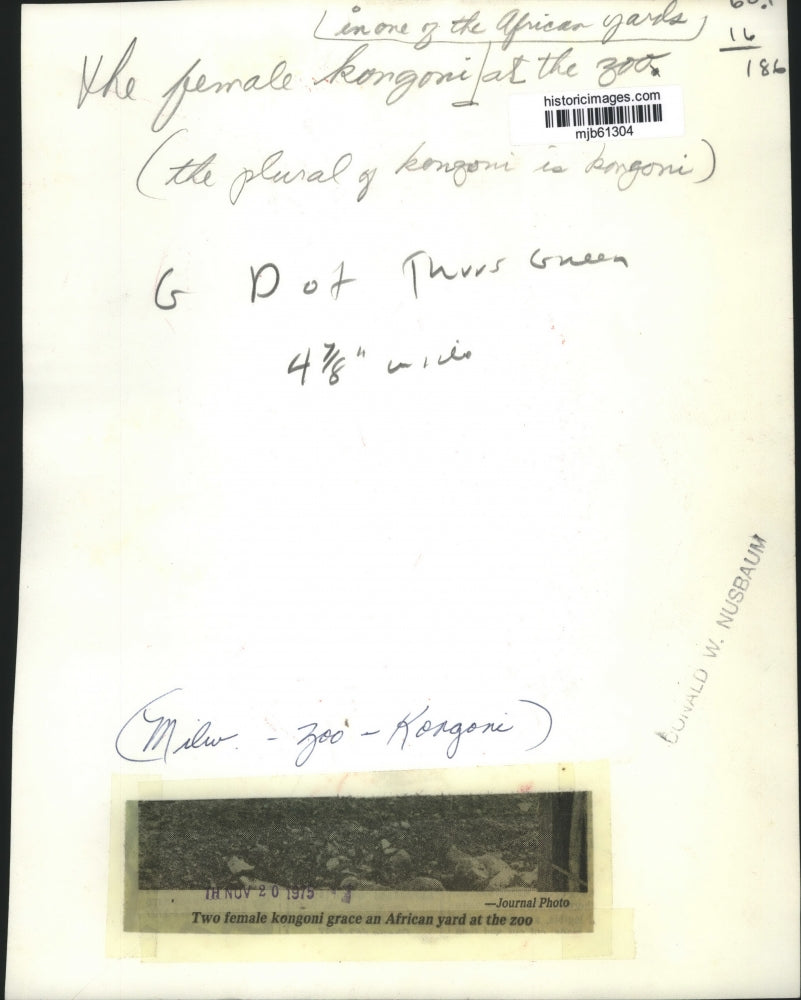 (in one of the African yards)
16
186
The female kongoni at the zoo.
historicimages.com
mjb61304
(the plural of kongoni is kongoni)
G D of Thurs Green
4 7/8" wide
DONALD W. NUSBAUM
(Milw. - Zoo - Kongoni)
TH NOV 20 1975
—Journal Photo
Two female kongoni grace an African yard at the zoo